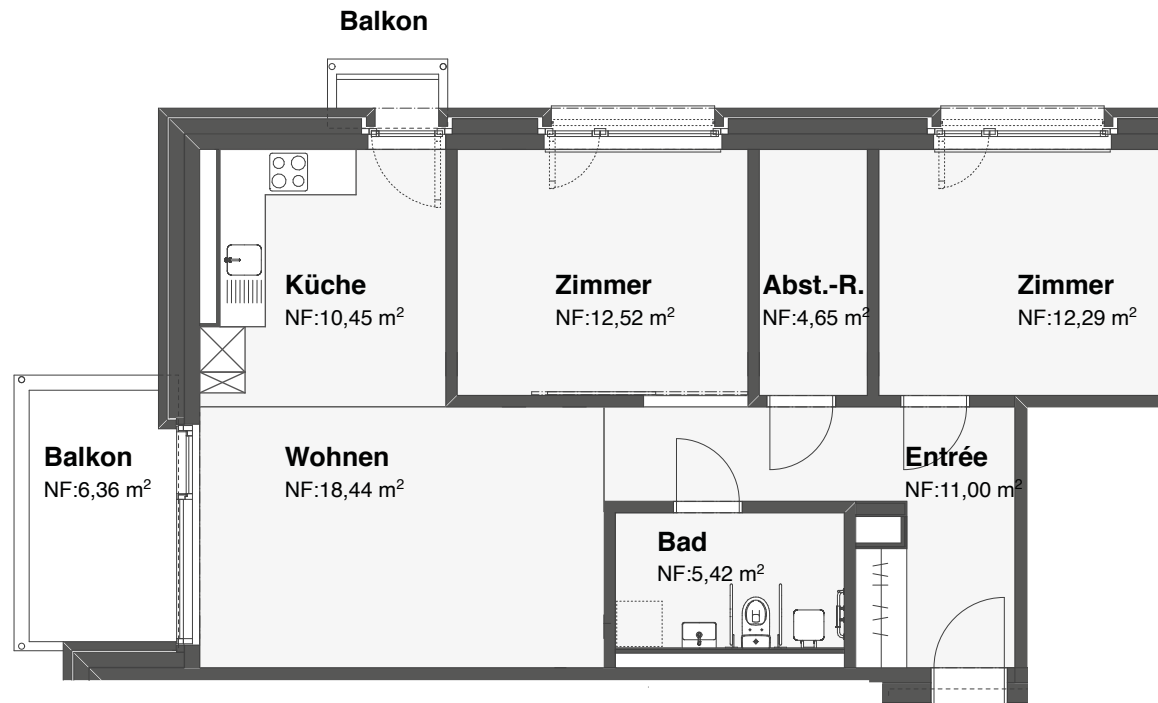 Balkon
Küche
NF:10,45 m²
Zimmer
NF:12,52 m²
Abst.-R.
NF:4,65 m²
Zimmer
NF:12,29 m²
Balkon
NF:6,36 m²
Wohnen
NF:18,44 m²
Entrée
NF:11,00 m²
Bad
NF:5,42 m²